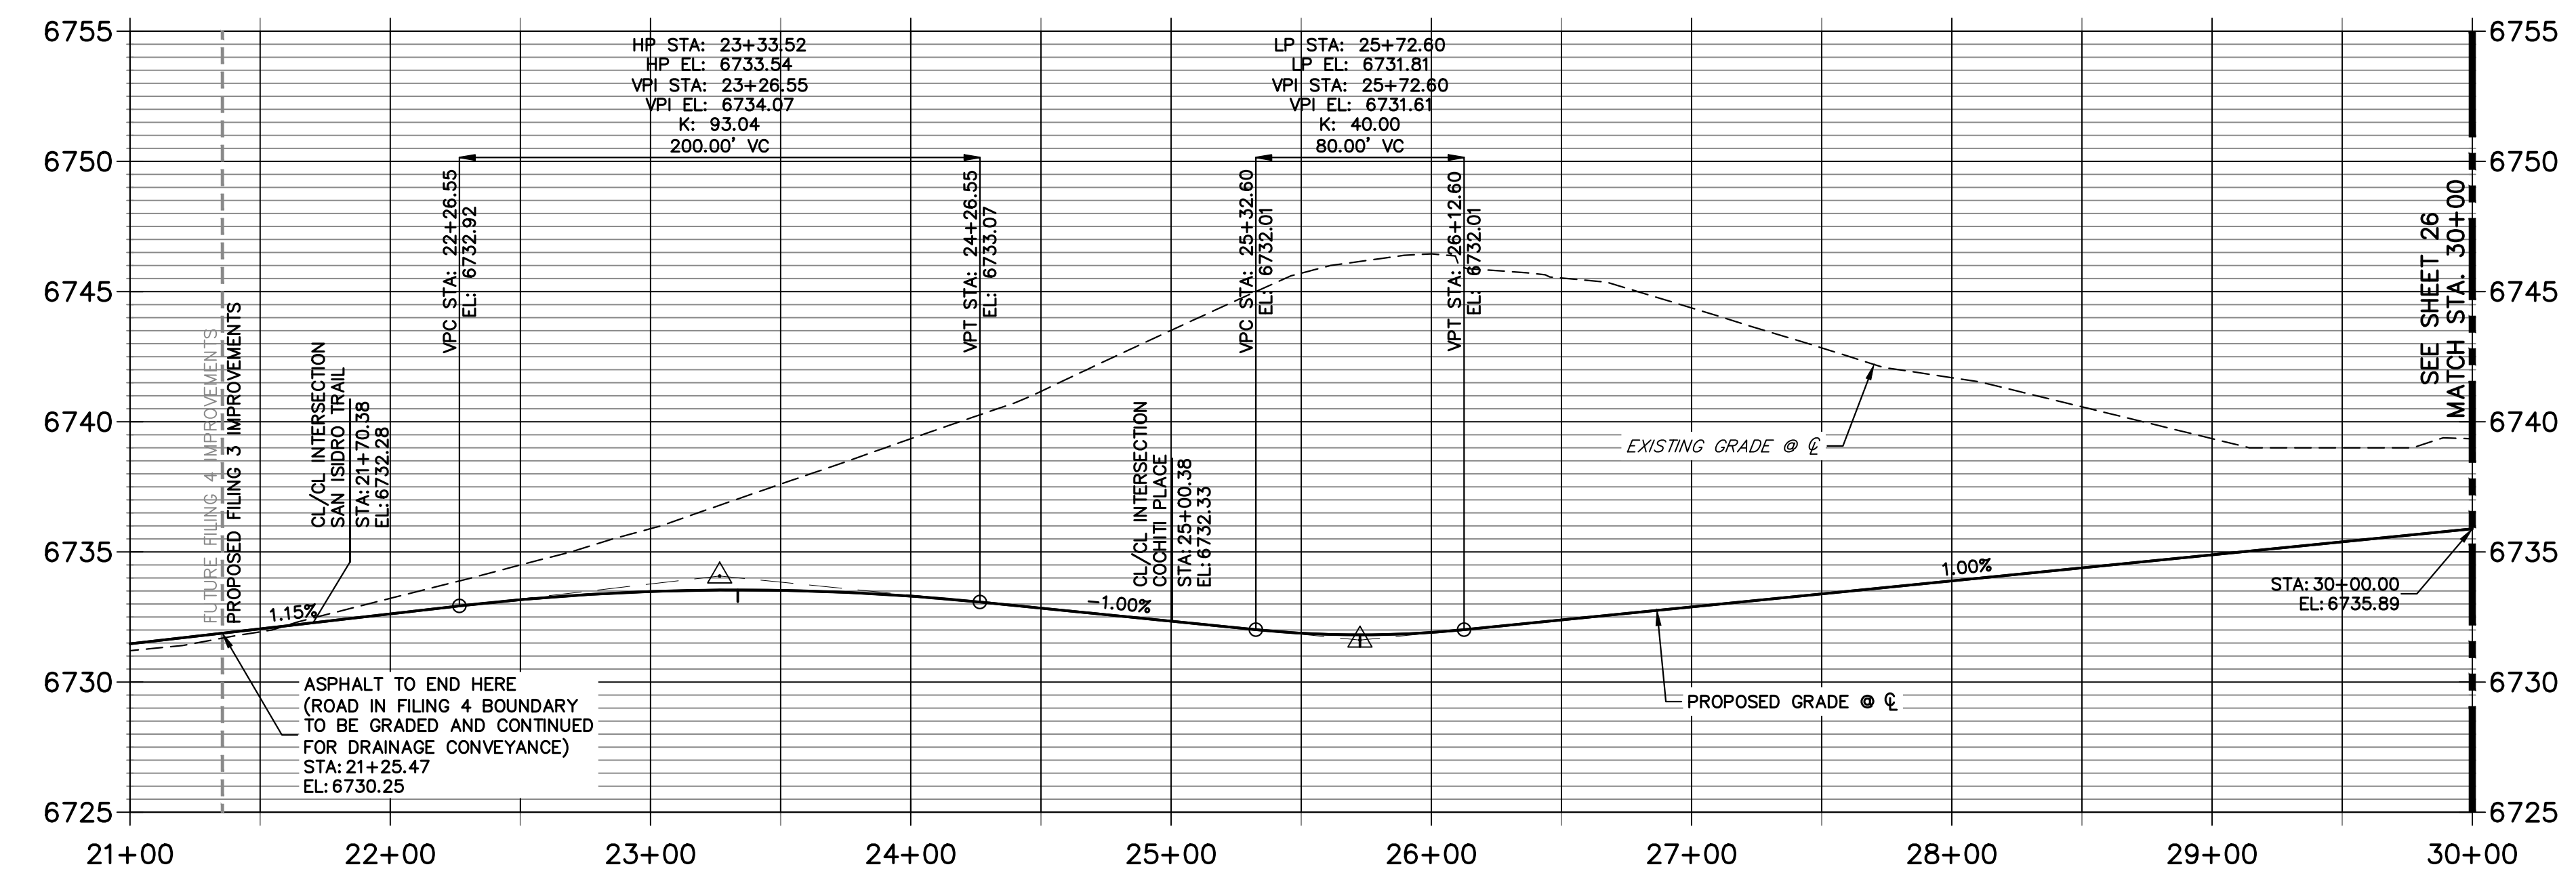 6755
6750
6745
6740
6735
6730
6725
HP STA: 23+33.52
HP EL: 6733.54
VPI STA: 23+26.55
VPI EL: 6734.07
K: 93.04
200.00' VC
LP STA: 25+72.60
LP EL: 6731.81
VPI STA: 25+72.60
VPI EL: 6731.61
K: 40.00
80.00' VC
FUTURE FILING 4 IMPROVEMENTS
PROPOSED FILING 3 IMPROVEMENTS
CL/CL INTERSECTION
SAN ISIDRO TRAIL
STA:21+70.38
EL:6732.28
VPC STA: 22+26.55
EL: 6732.92
VPT STA: 24+26.55
EL: 6733.07
CL/CL INTERSECTION
COCHITI PLACE
STA:25+00.38
EL:6732.33
VPC STA: 25+32.60
EL: 6732.01
VPT STA: 26+12.60
EL: 6732.01
EXISTING GRADE @ ℄
SEE SHEET 26
MATCH STA. 30+00
1.15%
-1.00%
1.00%
STA:30+00.00
EL:6735.89
ASPHALT TO END HERE
(ROAD IN FILING 4 BOUNDARY
TO BE GRADED AND CONTINUED
FOR DRAINAGE CONVEYANCE)
STA:21+25.47
EL:6730.25
PROPOSED GRADE @ ℄
6755
6750
6745
6740
6735
6730
6725
21+00 22+00 23+00 24+00 25+00 26+00 27+00 28+00 29+00 30+00